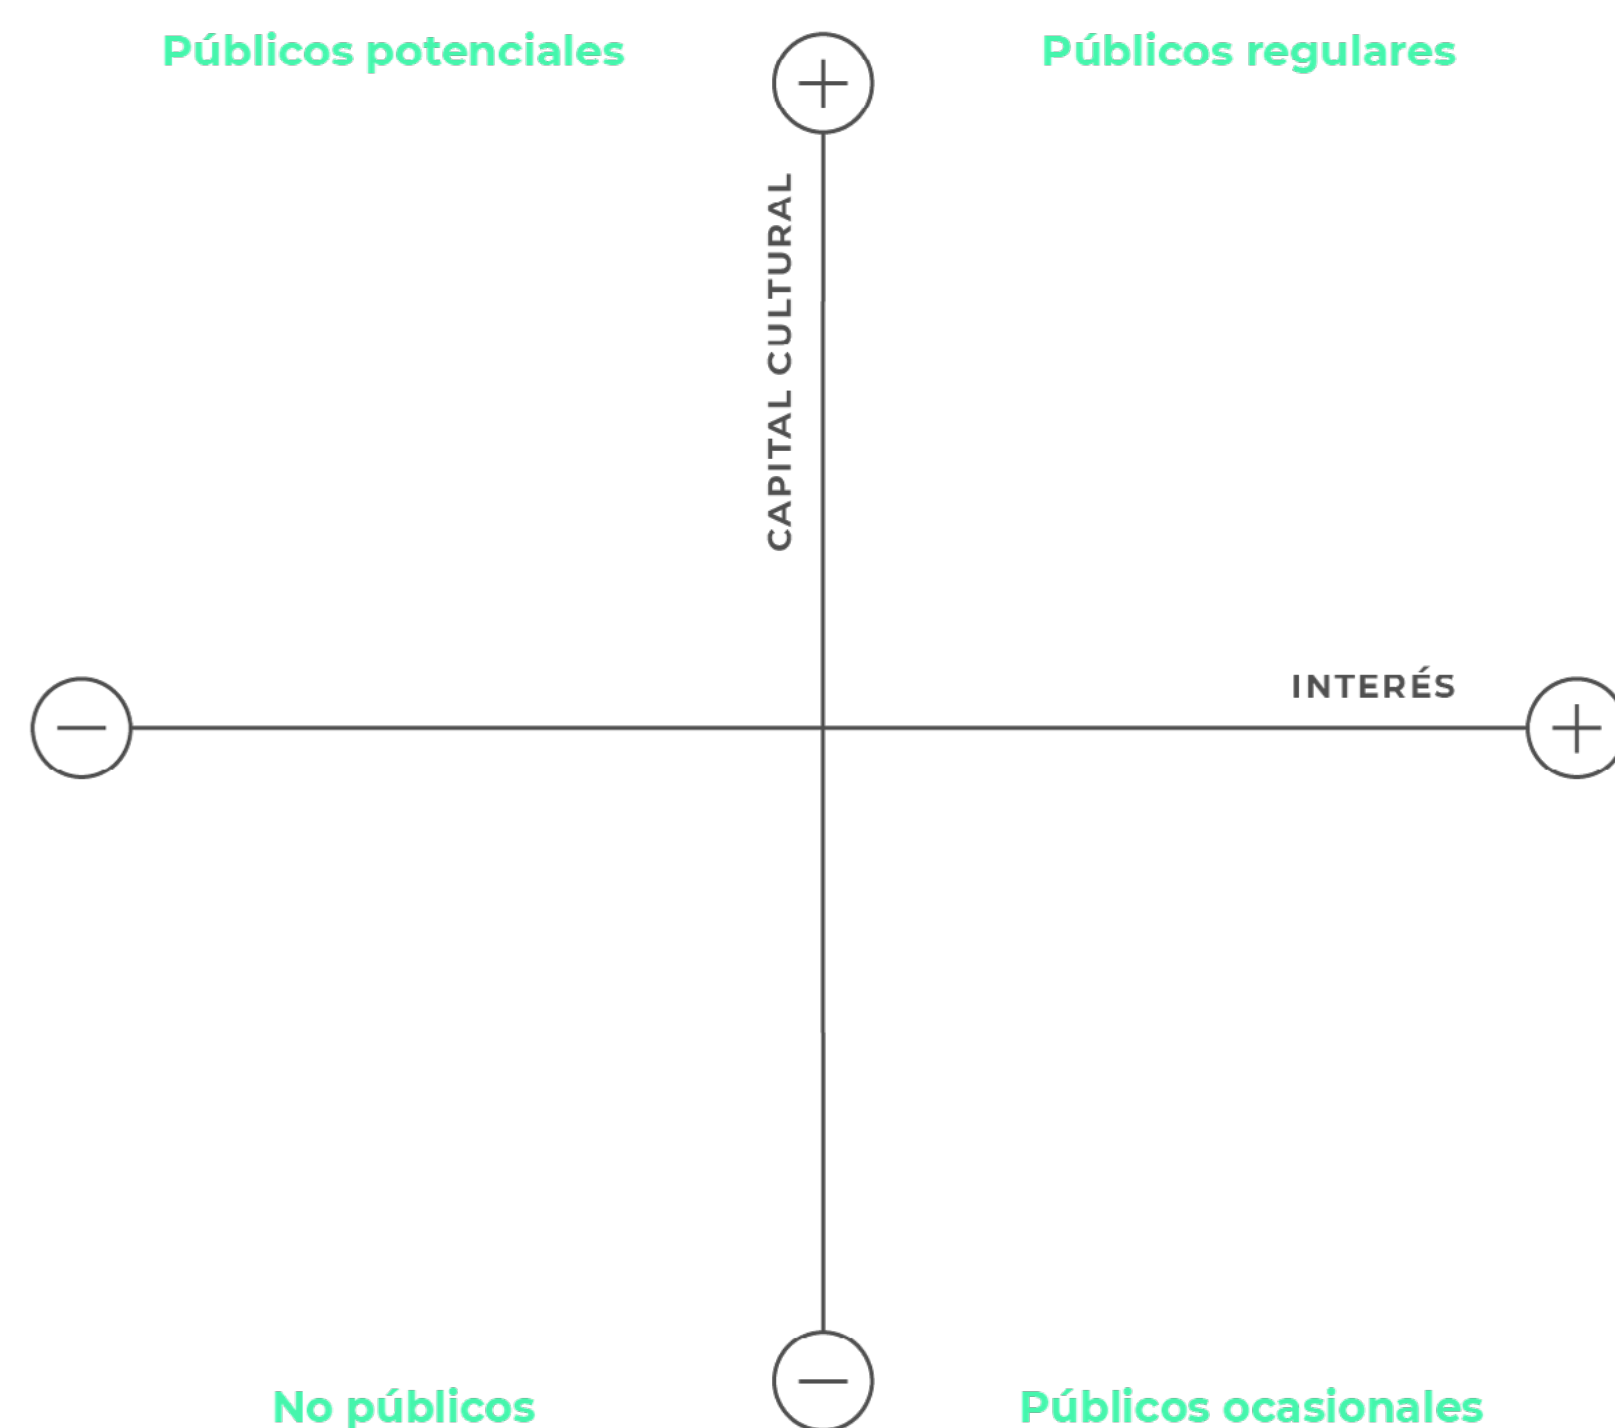 Públicos potenciales
Públicos regulares
CAPITAL CULTURAL
INTERÉS
No públicos
Públicos ocasionales